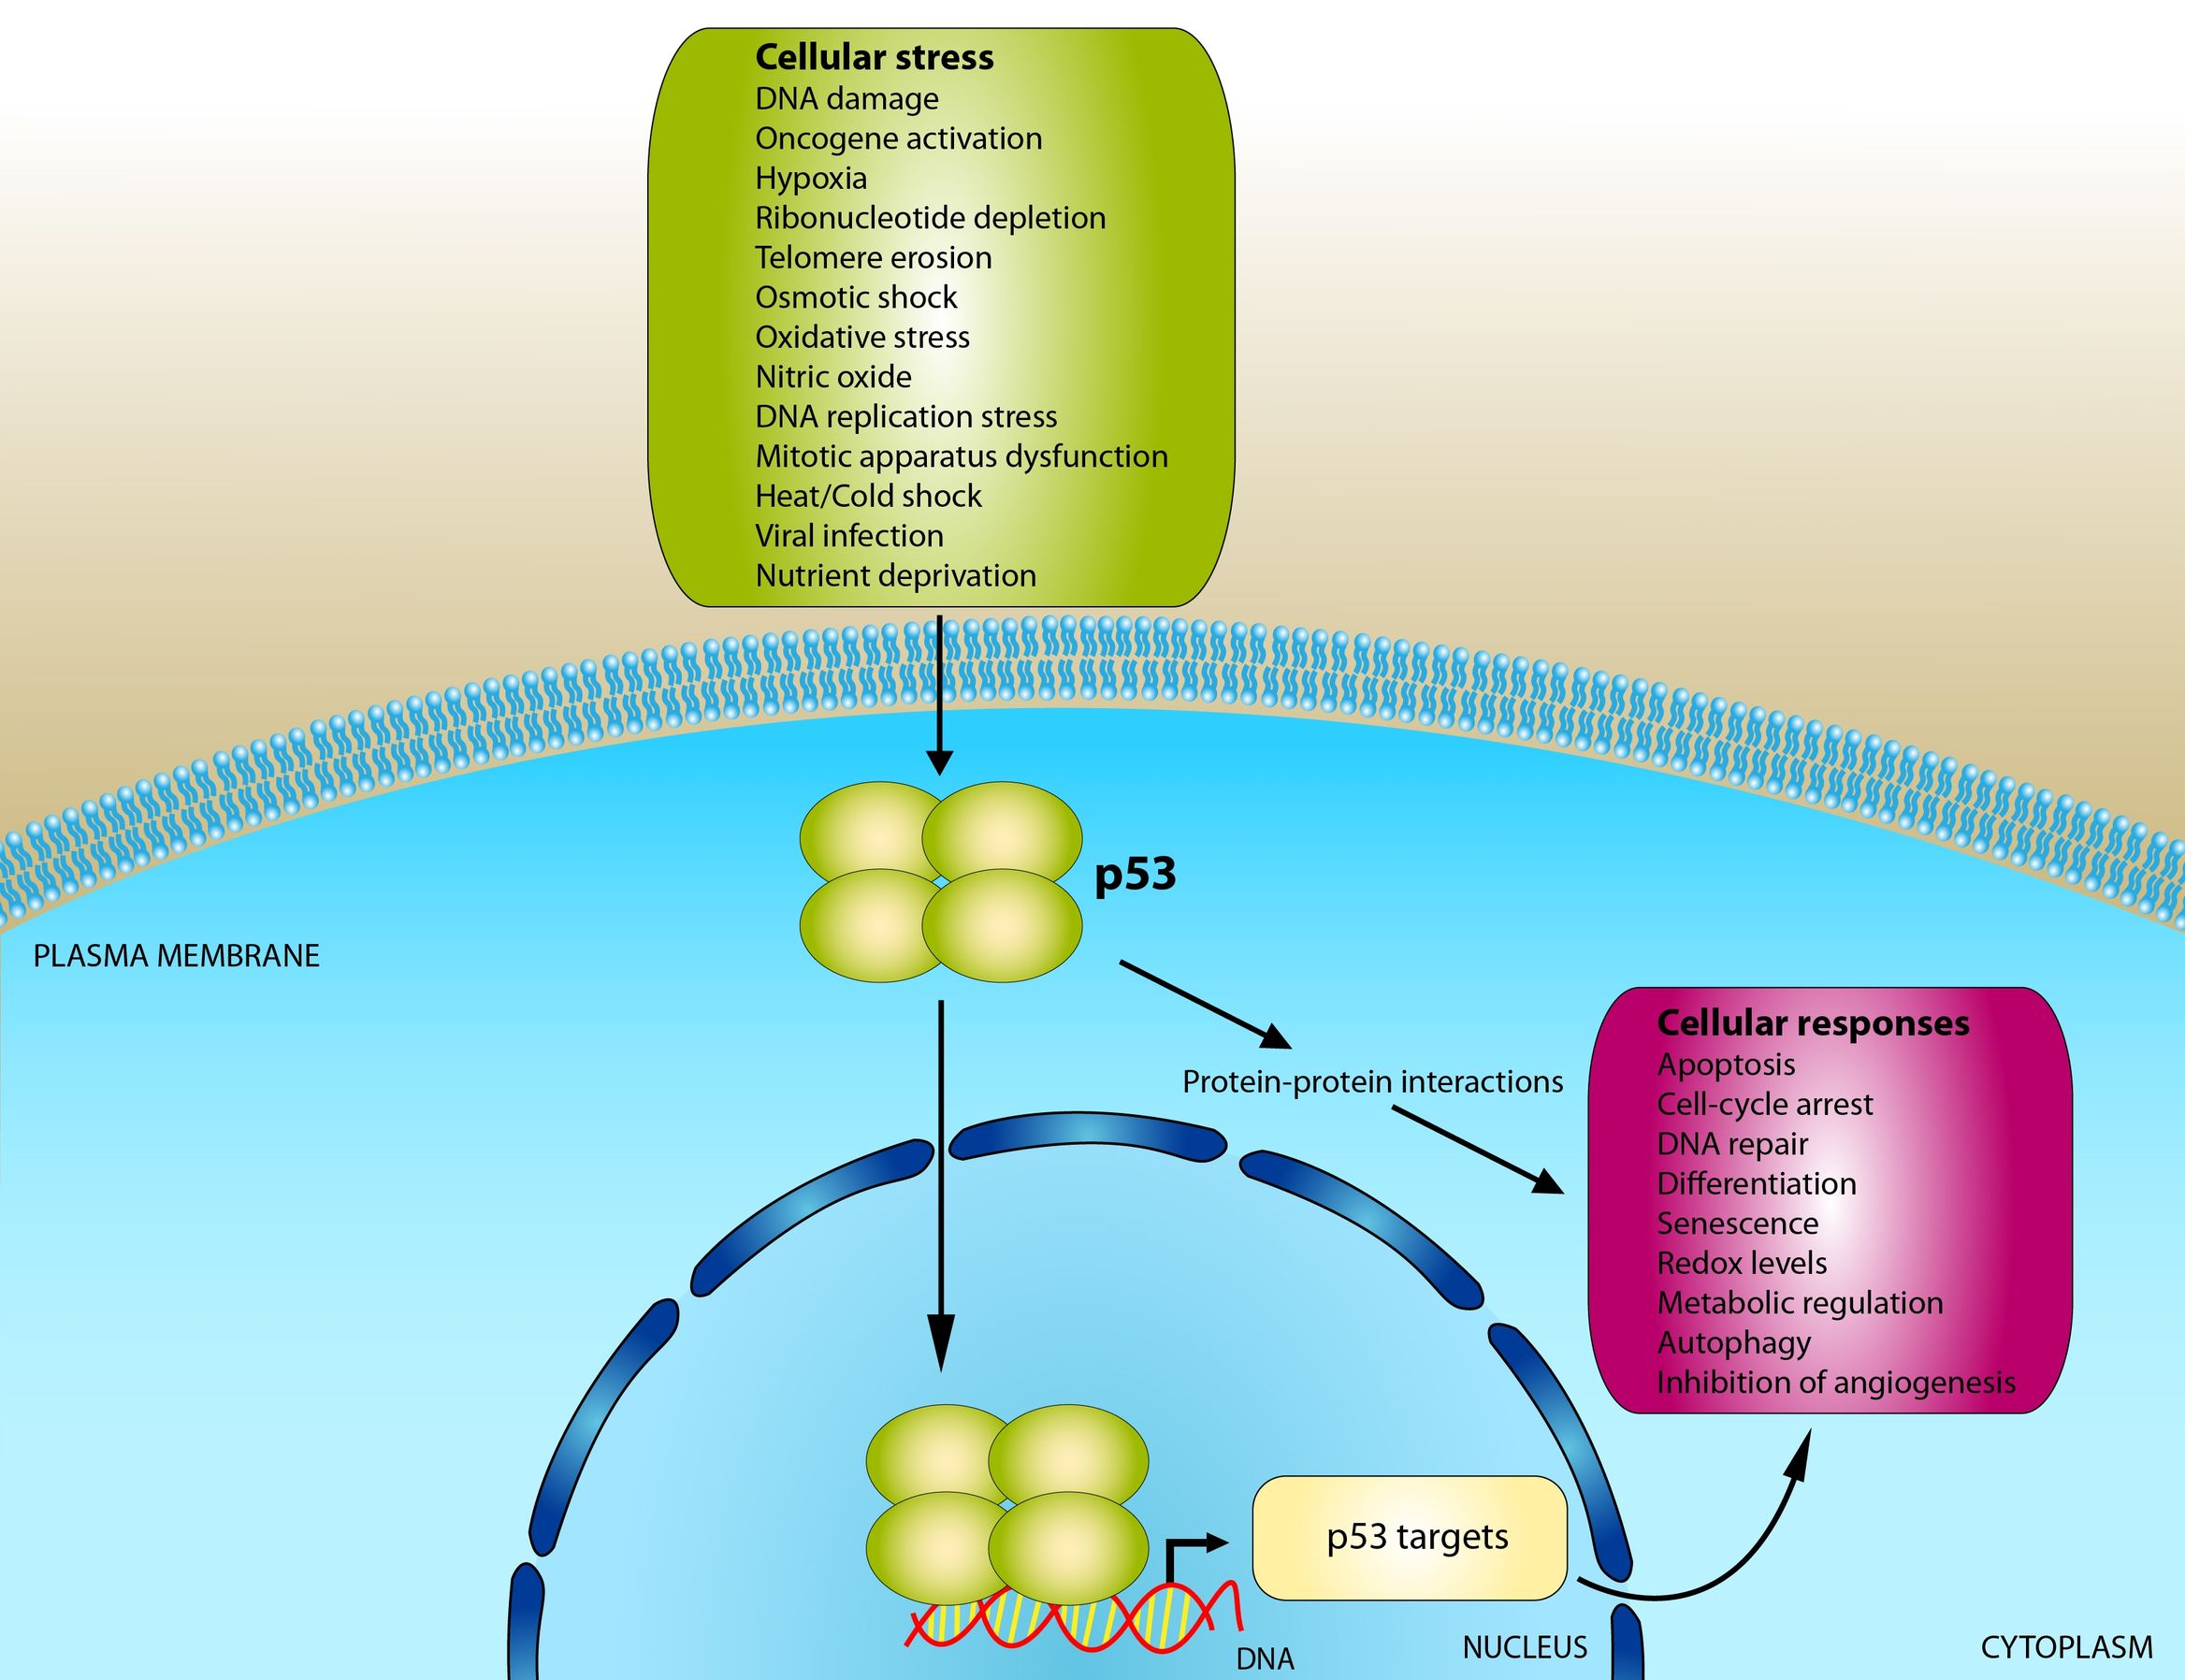 Cellular stress
DNA damage
Oncogene activation
Hypoxia
Ribonucleotide depletion
Telomere erosion
Osmotic shock
Oxidative stress
Nitric oxide
DNA replication stress
Mitotic apparatus dysfunction
Heat/Cold shock
Viral infection
Nutrient deprivation
p53
PLASMA MEMBRANE
Protein-protein interactions
Cellular responses
Apoptosis
Cell-cycle arrest
DNA repair
Differentiation
Senescence
Redox levels
Metabolic regulation
Autophagy
Inhibition of angiogenesis
p53 targets
DNA
NUCLEUS
CYTOPLASM